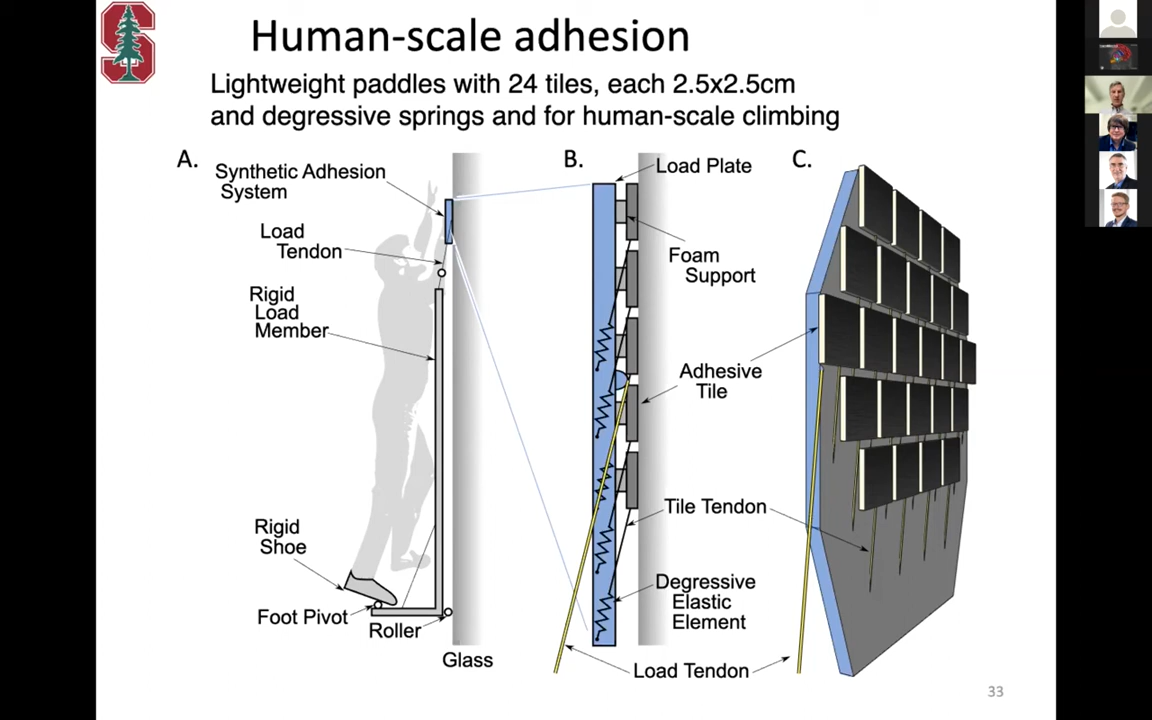 Human-scale adhesion
Lightweight paddles with 24 tiles, each 2.5x2.5cm
and degressive springs and for human-scale climbing
A.
Synthetic Adhesion
System
Load
Tendon
Rigid
Load
Member
Rigid
Shoe
Foot Pivot
Roller
Glass
B.
Load Plate
Foam
Support
Adhesive
Tile
Tile Tendon
Degressive
Elastic
Element
Load Tendon
C.
33